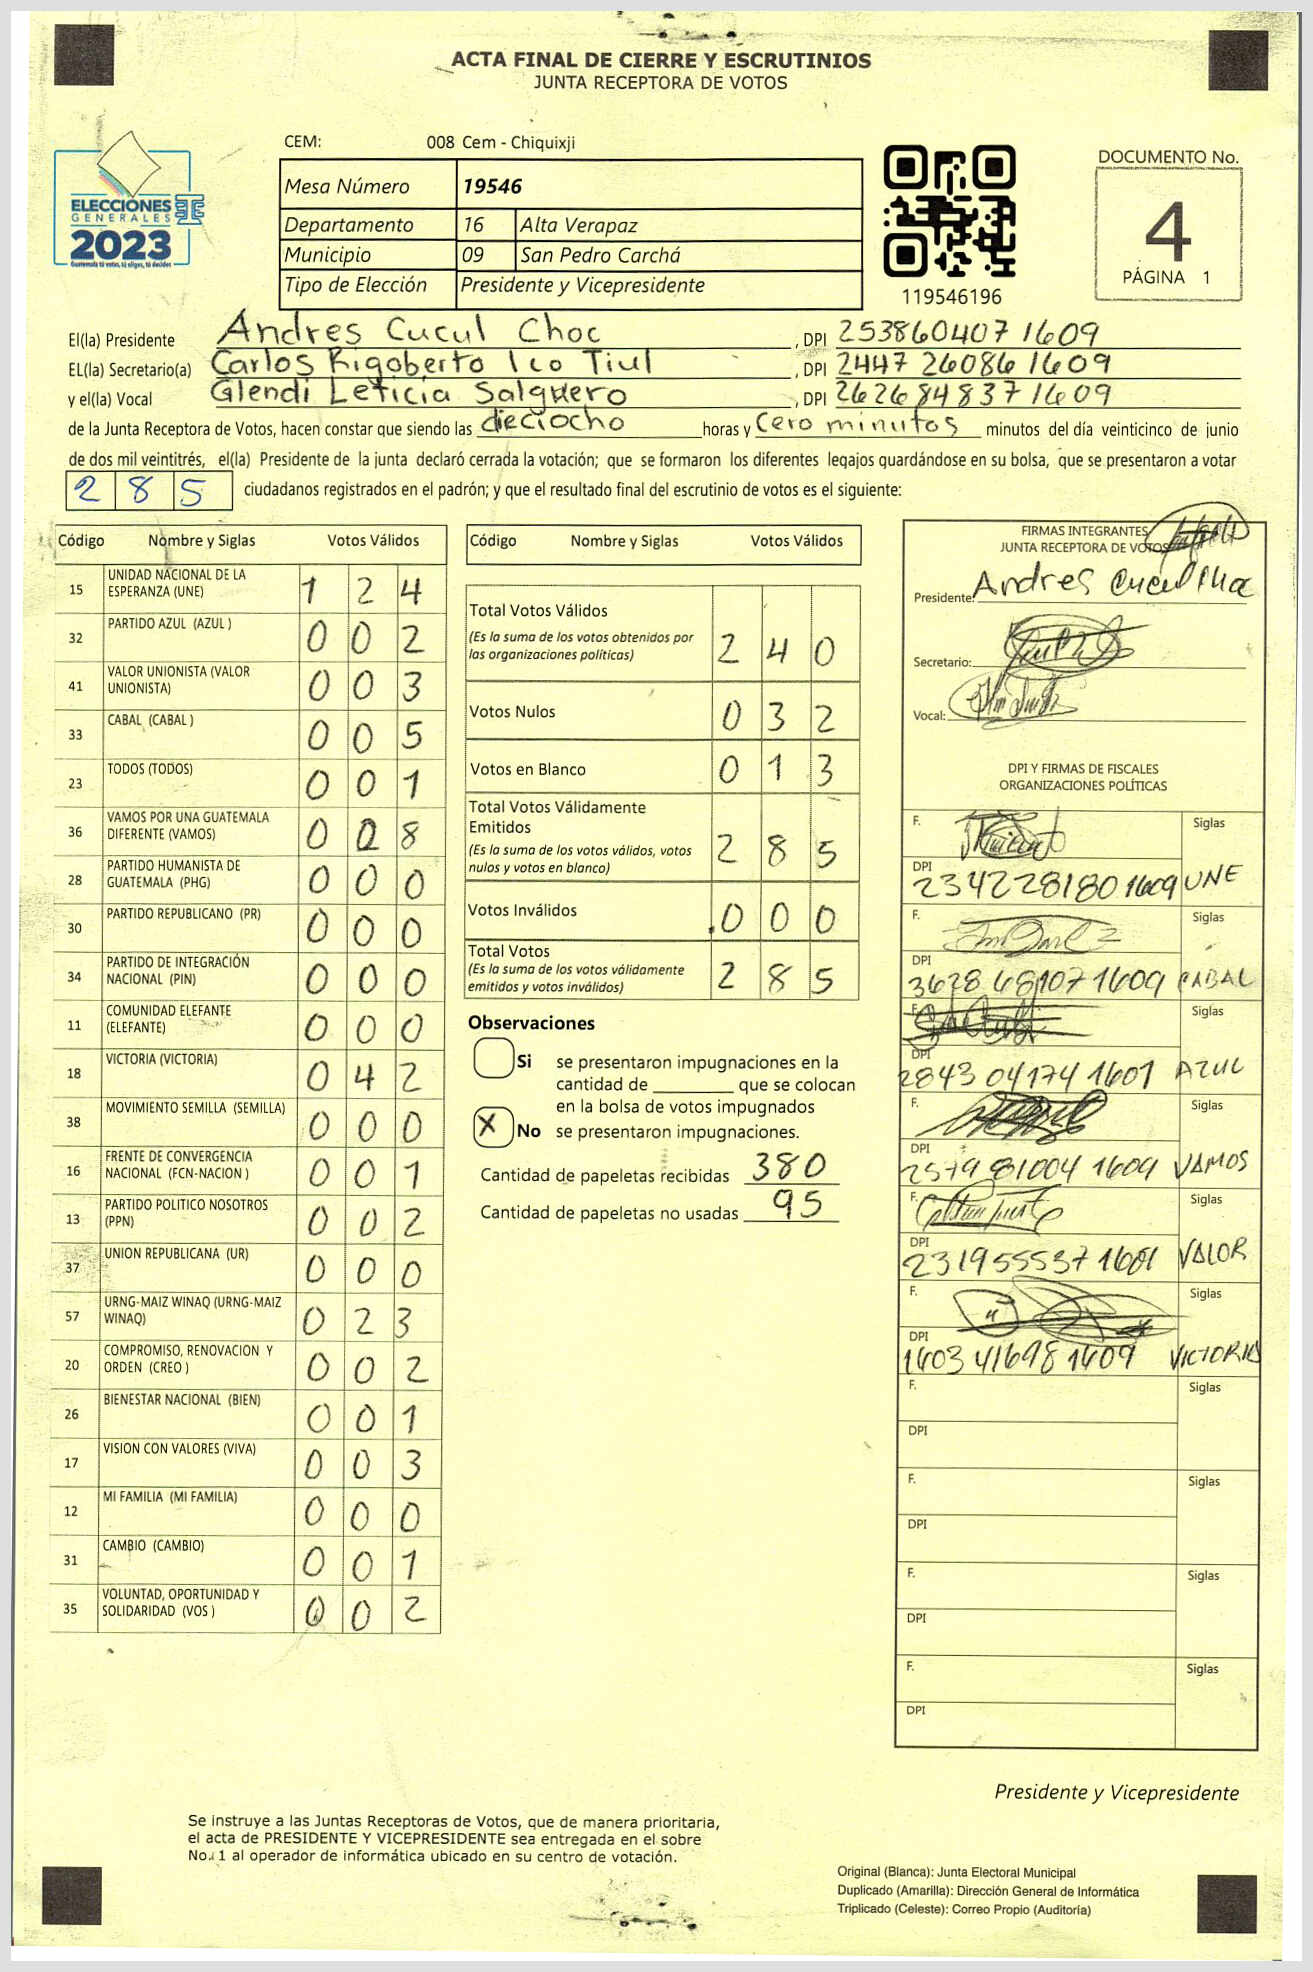 ACTA FINAL DE CIERRE Y ESCRUTINIOS
JUNTA RECEPTORA DE VOTOS
CEM: 008 Cem - Chiquixji
ELECCIONES
GENERALES
2023
Guatemala tú votas, tú eliges, tú decides
Mesa Número 19546
Departamento 16 Alta Verapaz
Municipio 09 San Pedro Carchá
Tipo de Elección Presidente y Vicepresidente
119546196
DOCUMENTO No.
4
PÁGINA 1
El(la) Presidente Andres Cucul Choc, DPI 2538604071609
EL(la) Secretario(a) Carlos Rigoberto Ico Tiul, DPI 2447 26086 1609
y el(la) Vocal Glendi Leticia Salguero, DPI 262684837 1609
de la Junta Receptora de Votos, hacen constar que siendo las dieciocho horas y Cero minutos minutos del día veinticinco de junio
de dos mil veintitrés, el(la) Presidente de la junta declaró cerrada la votación; que se formaron los diferentes legajos guardándose en su bolsa, que se presentaron a votar
285 ciudadanos registrados en el padrón; y que el resultado final del escrutinio de votos es el siguiente:
Código Nombre y Siglas Votos Válidos
15 UNIDAD NACIONAL DE LA ESPERANZA (UNE) 1 2 4
32 PARTIDO AZUL (AZUL ) 0 0 2
41 VALOR UNIONISTA (VALOR UNIONISTA) 0 0 3
33 CABAL (CABAL ) 0 0 5
23 TODOS (TODOS) 0 0 1
36 VAMOS POR UNA GUATEMALA DIFERENTE (VAMOS) 0 2 8
28 PARTIDO HUMANISTA DE GUATEMALA (PHG) 0 0 0
30 PARTIDO REPUBLICANO (PR) 0 0 0
34 PARTIDO DE INTEGRACIÓN NACIONAL (PIN) 0 0 0
11 COMUNIDAD ELEFANTE (ELEFANTE) 0 0 0
18 VICTORIA (VICTORIA) 0 4 2
38 MOVIMIENTO SEMILLA (SEMILLA) 0 0 0
16 FRENTE DE CONVERGENCIA NACIONAL (FCN-NACION ) 0 0 1
13 PARTIDO POLITICO NOSOTROS (PPN) 0 0 2
37 UNION REPUBLICANA (UR) 0 0 0
57 URNG-MAIZ WINAQ (URNG-MAIZ WINAQ) 0 2 3
20 COMPROMISO, RENOVACION Y ORDEN (CREO ) 0 0 2
26 BIENESTAR NACIONAL (BIEN) 0 0 1
17 VISION CON VALORES (VIVA) 0 0 3
12 MI FAMILIA (MI FAMILIA) 0 0 0
31 CAMBIO (CAMBIO) 0 0 1
35 VOLUNTAD, OPORTUNIDAD Y SOLIDARIDAD (VOS ) 0 0 2
Código Nombre y Siglas Votos Válidos
Total Votos Válidos
(Es la suma de los votos obtenidos por
las organizaciones políticas) 2 4 0
Votos Nulos 0 3 2
Votos en Blanco 0 1 3
Total Votos Válidamente
Emitidos
(Es la suma de los votos válidos, votos
nulos y votos en blanco) 2 8 5
Votos Inválidos 0 0 0
Total Votos
(Es la suma de los votos válidamente
emitidos y votos inválidos) 2 8 5
Observaciones
Si se presentaron impugnaciones en la
cantidad de ________ que se colocan
en la bolsa de votos impugnados
X No se presentaron impugnaciones.
Cantidad de papeletas recibidas 380
Cantidad de papeletas no usadas 95
FIRMAS INTEGRANTES
JUNTA RECEPTORA DE VOTOS
Presidente: Andres Cucul
Secretario:
Vocal:
DPI Y FIRMAS DE FISCALES
ORGANIZACIONES POLÍTICAS
F. Siglas
DPI
2342281801609 UNE
F. Siglas
DPI
CABAL
F. Siglas
DPI
2843 04174 1601 AZUL
F. Siglas
DPI
2579 81004 1609 VAMOS
F. Siglas
DPI
VALOR
F. Siglas
DPI
VICTORIA
F. Siglas
DPI
F. Siglas
DPI
F. Siglas
DPI
F. Siglas
DPI
Presidente y Vicepresidente
Se instruye a las Juntas Receptoras de Votos, que de manera prioritaria,
el acta de PRESIDENTE Y VICEPRESIDENTE sea entregada en el sobre
No. 1 al operador de informática ubicado en su centro de votación.
Original (Blanca): Junta Electoral Municipal
Duplicado (Amarilla): Dirección General de Informática
Triplicado (Celeste): Correo Propio (Auditoría)